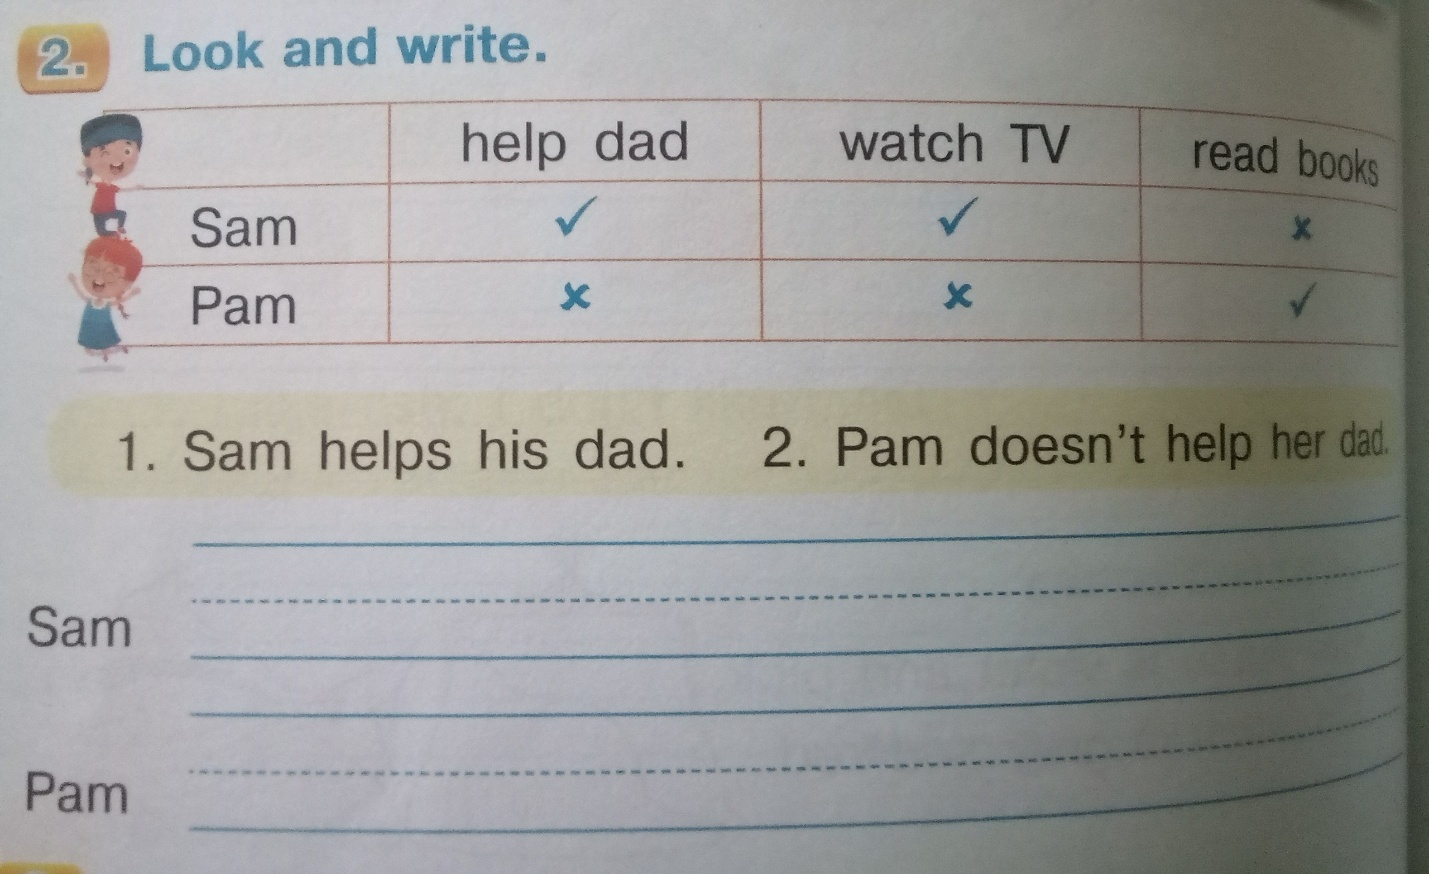 2. Look and write.
help dad watch TV read books
Sam ✓ ✓ x
Pam x x ✓
1. Sam helps his dad. 2. Pam doesn't help her dad.
Sam
Pam